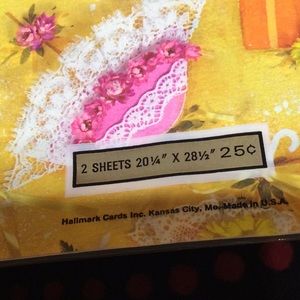 2 SHEETS 20¼" X 28½" 25¢
Hallmark Cards Inc. Kansas City, Mo. Made in U.S.A.